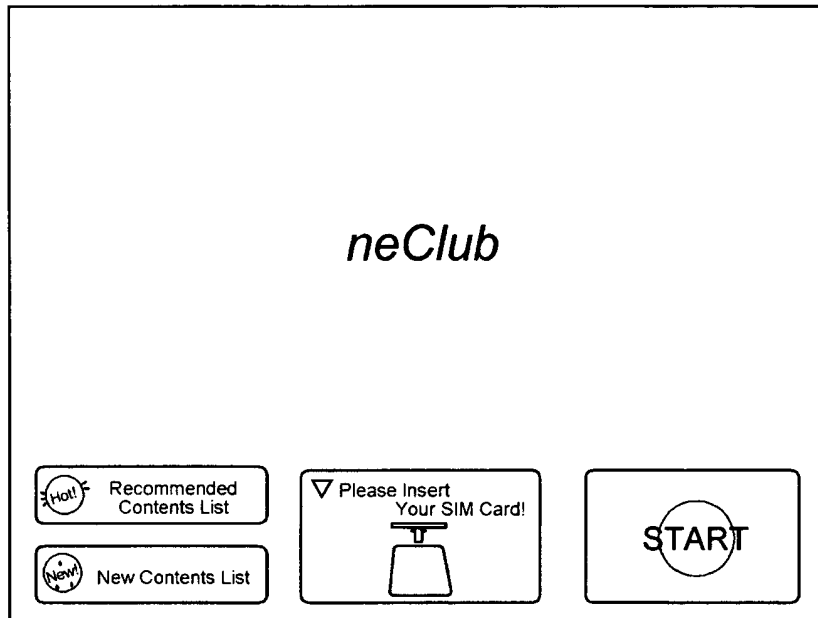 neClub
Hot!
Recommended
Contents List
New!
New Contents List
▽ Please Insert
Your SIM Card!
START